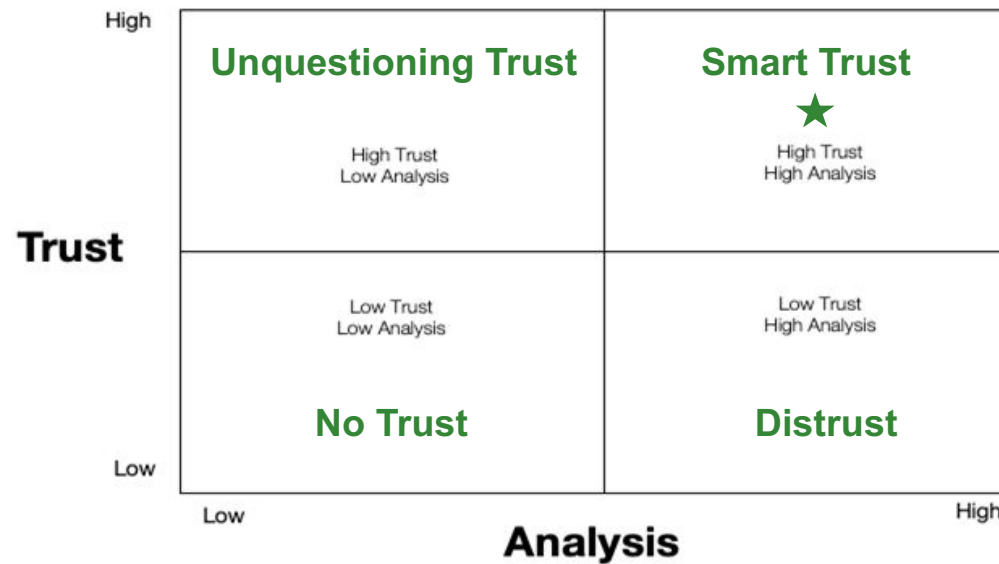 High
Unquestioning Trust
Smart Trust
High Trust
Low Analysis
High Trust
High Analysis
Trust
Low Trust
Low Analysis
Low Trust
High Analysis
No Trust
Distrust
Low
Low
High
Analysis